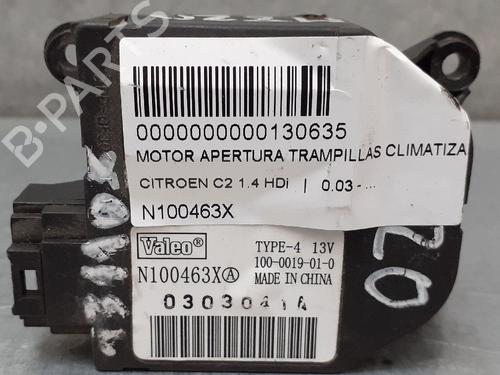 0000000000130635
MOTOR APERTURA TRAMPILLAS CLIMATIZA
CITROEN C2 1.4 HDi | 0.03 - ...
N100463X
Valeo®
TYPE-4 13V
100-0019-01-0
N100463XⒶ
MADE IN CHINA
0303041A
B-PARTS